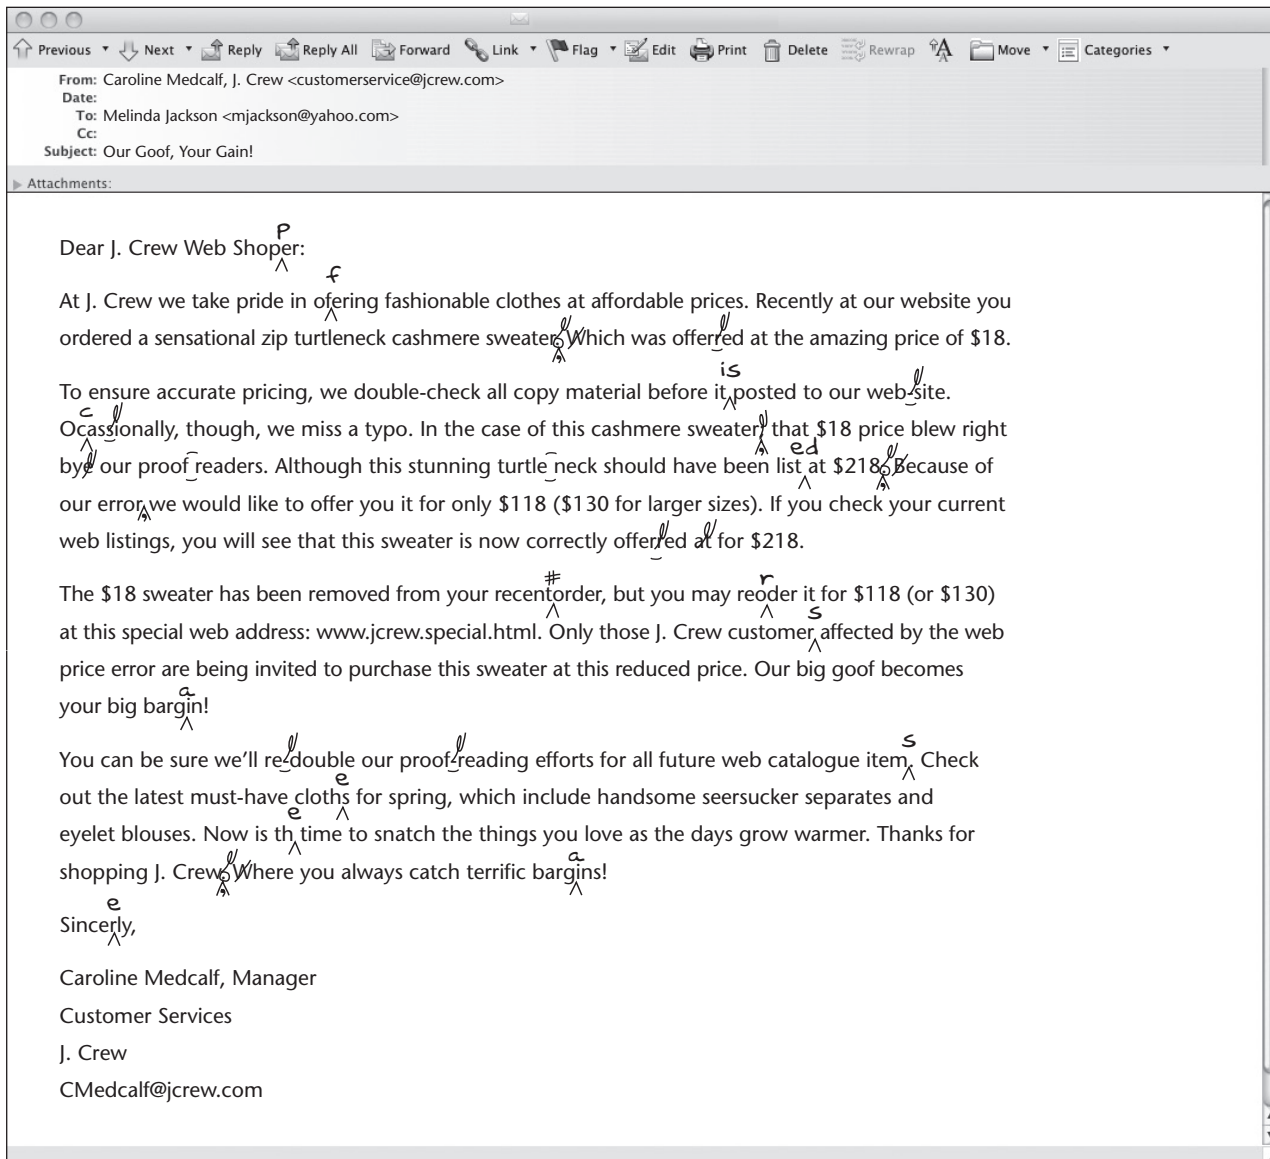 Previous Next Reply Reply All Forward Link Flag Edit Print Delete Rewrap A Move Categories
From: Caroline Medcalf, J. Crew <customerservice@jcrew.com>
Date:
To: Melinda Jackson <mjackson@yahoo.com>
Cc:
Subject: Our Goof, Your Gain!
Attachments:
p
Dear J. Crew Web Shoper:
f
At J. Crew we take pride in ofering fashionable clothes at affordable prices. Recently at our website you
ordered a sensational zip turtleneck cashmere sweater. Which was offerred at the amazing price of $18.
,
is
To ensure accurate pricing, we double-check all copy material before it posted to our web-site.
c
Ocassionally, though, we miss a typo. In the case of this cashmere sweater, that $18 price blew right
, ed
bye our proof readers. Although this stunning turtle neck should have been list at $218. Because of
,
our error we would like to offer you it for only $118 ($130 for larger sizes). If you check your current
,
web listings, you will see that this sweater is now correctly offerred at for $218.
# r
The $18 sweater has been removed from your recentorder, but you may reoder it for $118 (or $130)
s
at this special web address: www.jcrew.special.html. Only those J. Crew customer affected by the web
price error are being invited to purchase this sweater at this reduced price. Our big goof becomes
a
your big bargin!
s
You can be sure we'll re-double our proof-reading efforts for all future web catalogue item. Check
e
out the latest must-have cloths for spring, which include handsome seersucker separates and
e
eyelet blouses. Now is th time to snatch the things you love as the days grow warmer. Thanks for
a
shopping J. Crew. Where you always catch terrific bargins!
,
e
Sincerly,
Caroline Medcalf, Manager
Customer Services
J. Crew
CMedcalf@jcrew.com